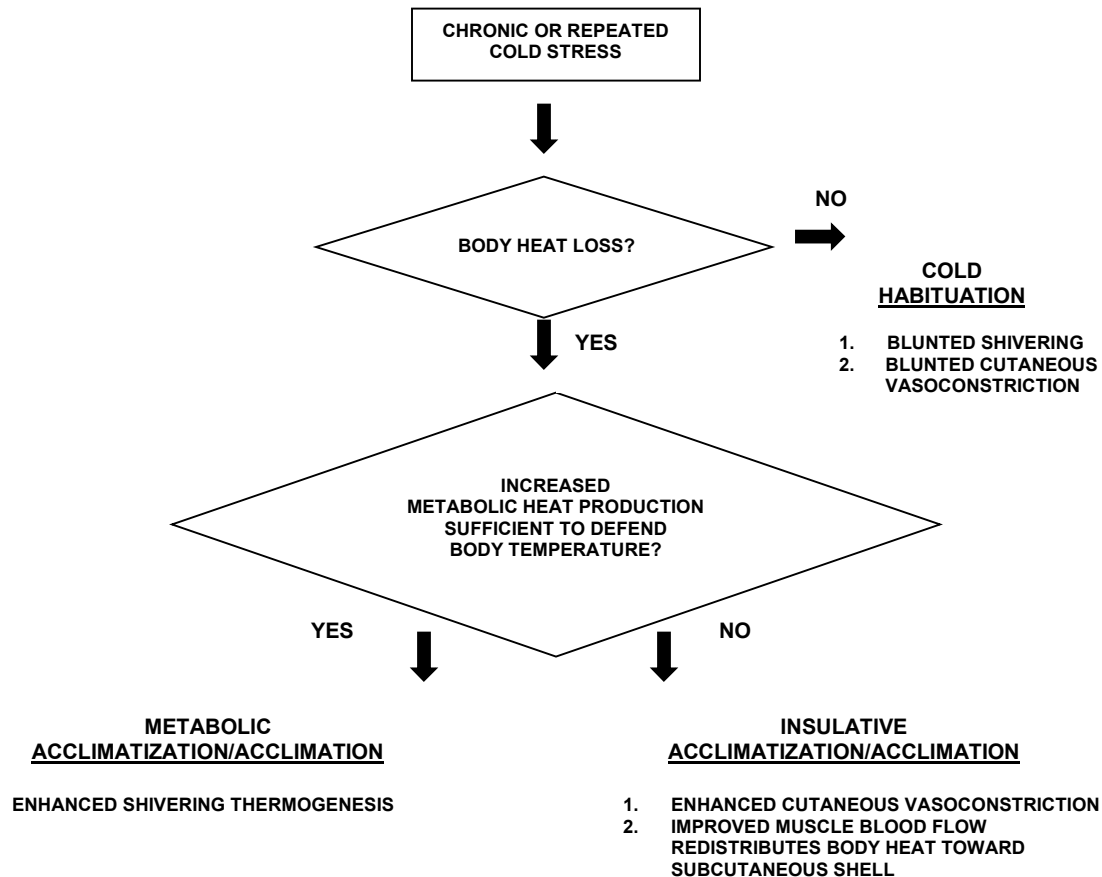 CHRONIC OR REPEATED
COLD STRESS
NO
BODY HEAT LOSS?
COLD
HABITUATION
YES
1. BLUNTED SHIVERING
2. BLUNTED CUTANEOUS
VASOCONSTRICTION
INCREASED
METABOLIC HEAT PRODUCTION
SUFFICIENT TO DEFEND
BODY TEMPERATURE?
YES
NO
METABOLIC
ACCLIMATIZATION/ACCLIMATION
ENHANCED SHIVERING THERMOGENESIS
INSULATIVE
ACCLIMATIZATION/ACCLIMATION
1. ENHANCED CUTANEOUS VASOCONSTRICTION
2. IMPROVED MUSCLE BLOOD FLOW
REDISTRIBUTES BODY HEAT TOWARD
SUBCUTANEOUS SHELL